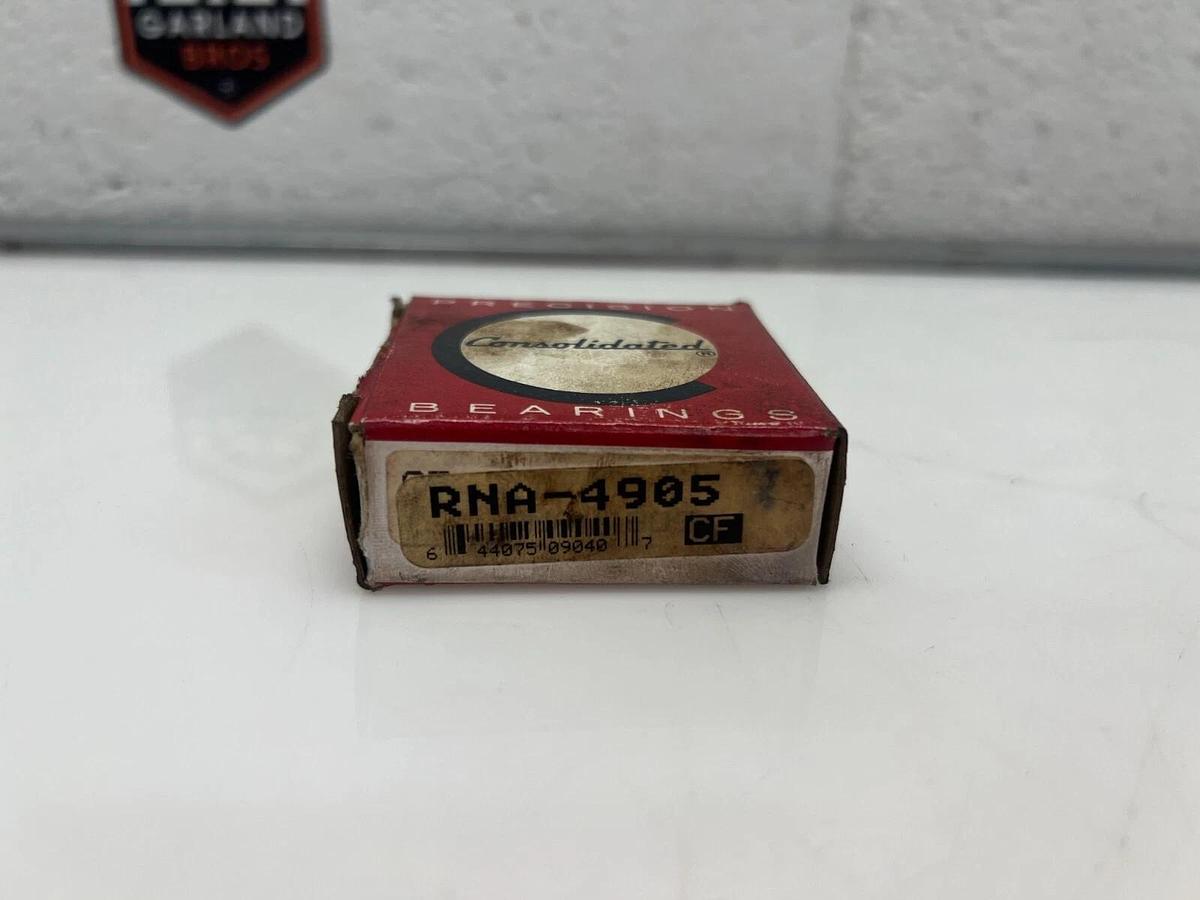 GARLAND
BROS
PRECISION
Consolidated®
BEARINGS
RNA-4905
6 44075 09040 7
CF